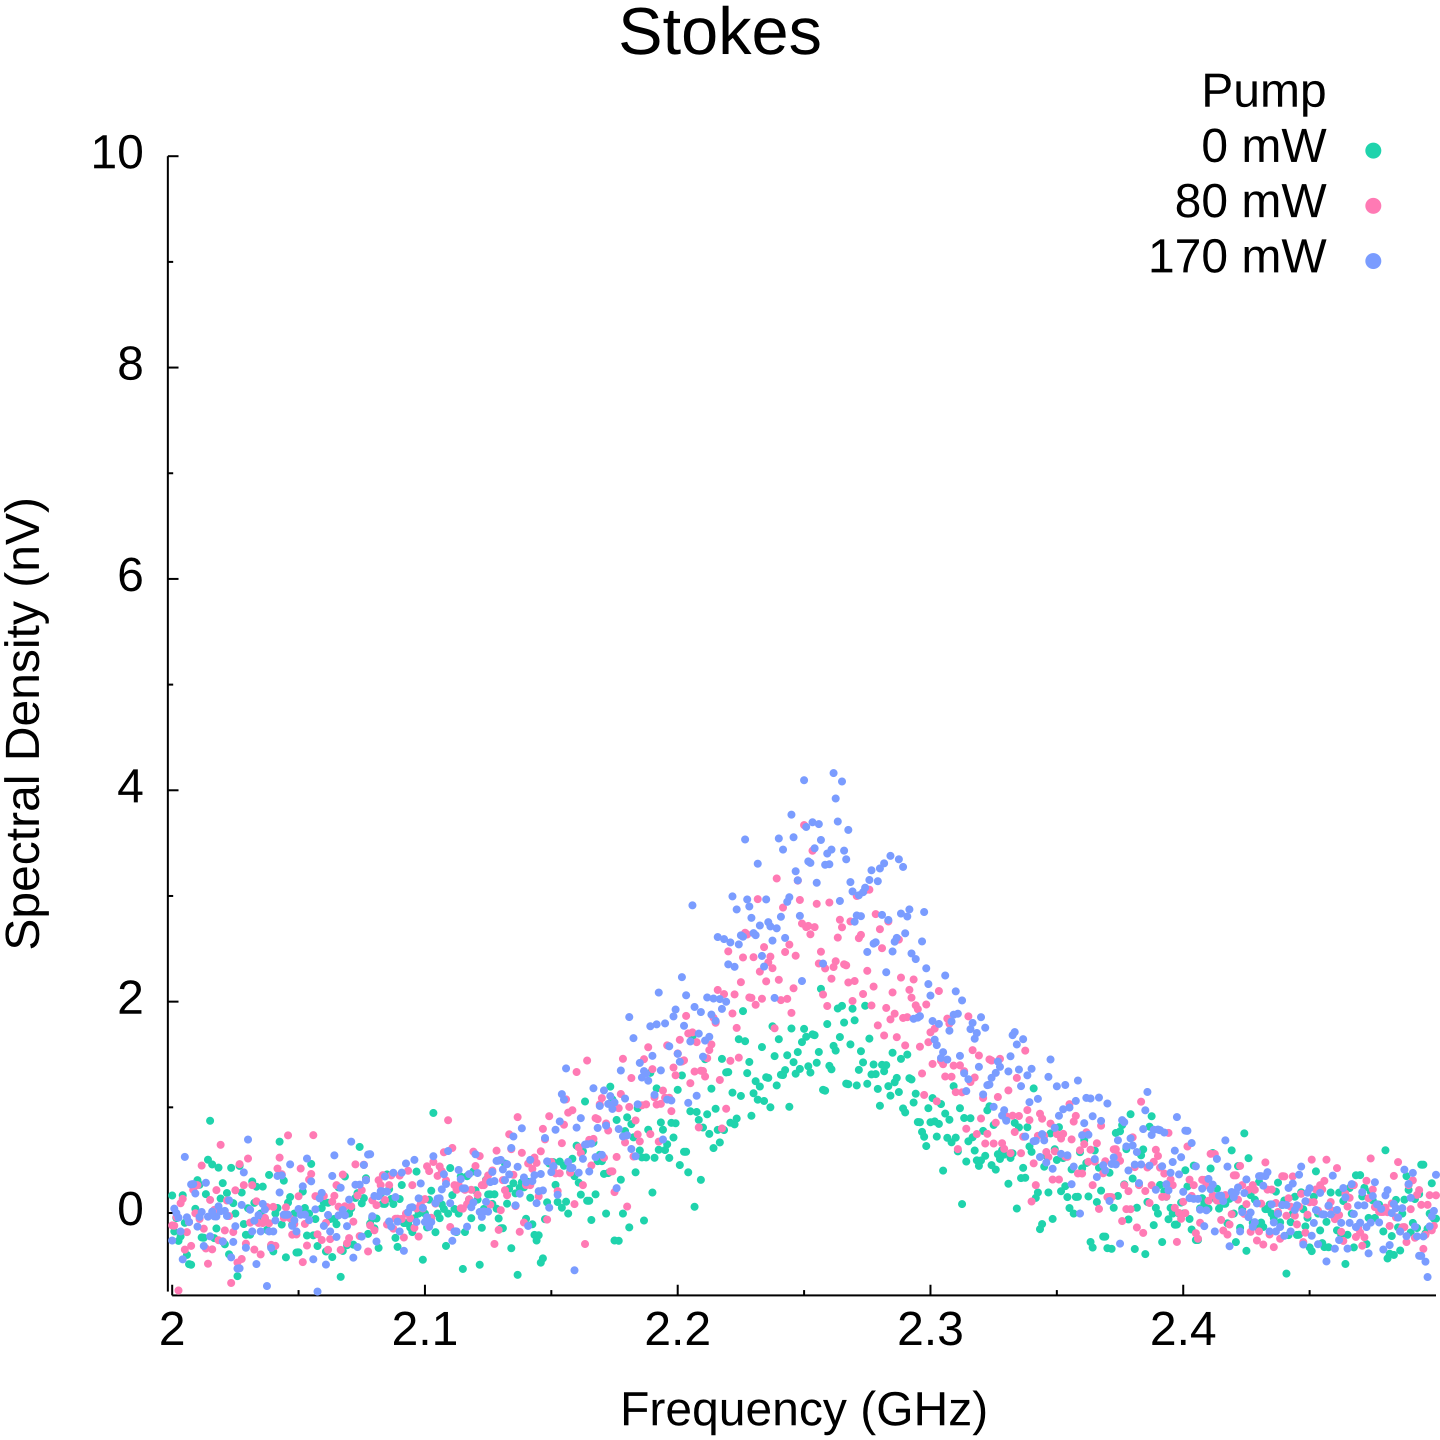 Stokes
Pump
0 mW
80 mW
170 mW
10
8
6
4
2
0
Spectral Density (nV)
2 2.1 2.2 2.3 2.4
Frequency (GHz)